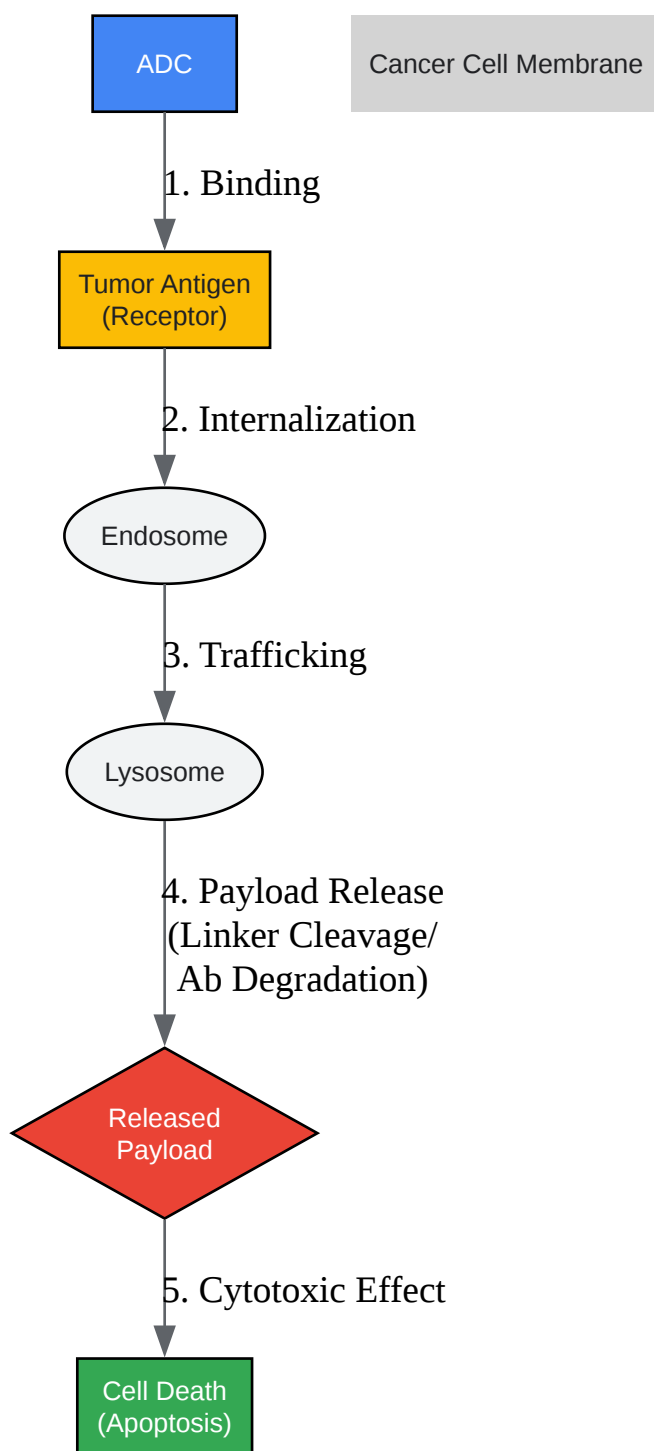 ADC
Cancer Cell Membrane
1. Binding
Tumor Antigen
(Receptor)
2. Internalization
Endosome
3. Trafficking
Lysosome
4. Payload Release
(Linker Cleavage/
Ab Degradation)
Released
Payload
5. Cytotoxic Effect
Cell Death
(Apoptosis)